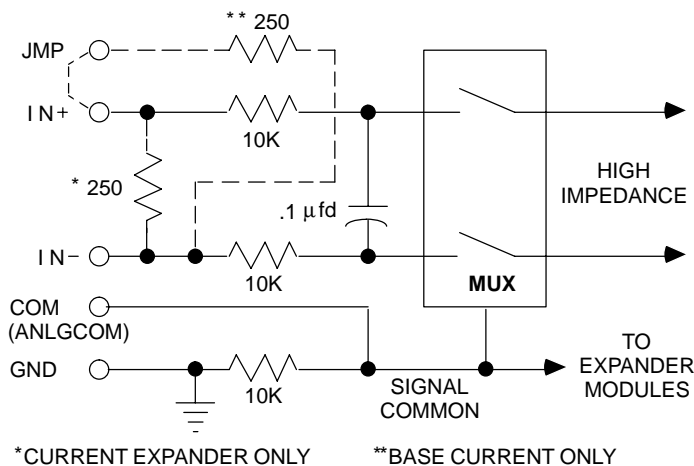 ** 250
JMP
IN+
10K
* 250
.1 µfd
HIGH
IMPEDANCE
IN-
10K
MUX
COM
(ANLGCOM)
GND
10K
SIGNAL
COMMON
TO
EXPANDER
MODULES
*CURRENT EXPANDER ONLY
**BASE CURRENT ONLY